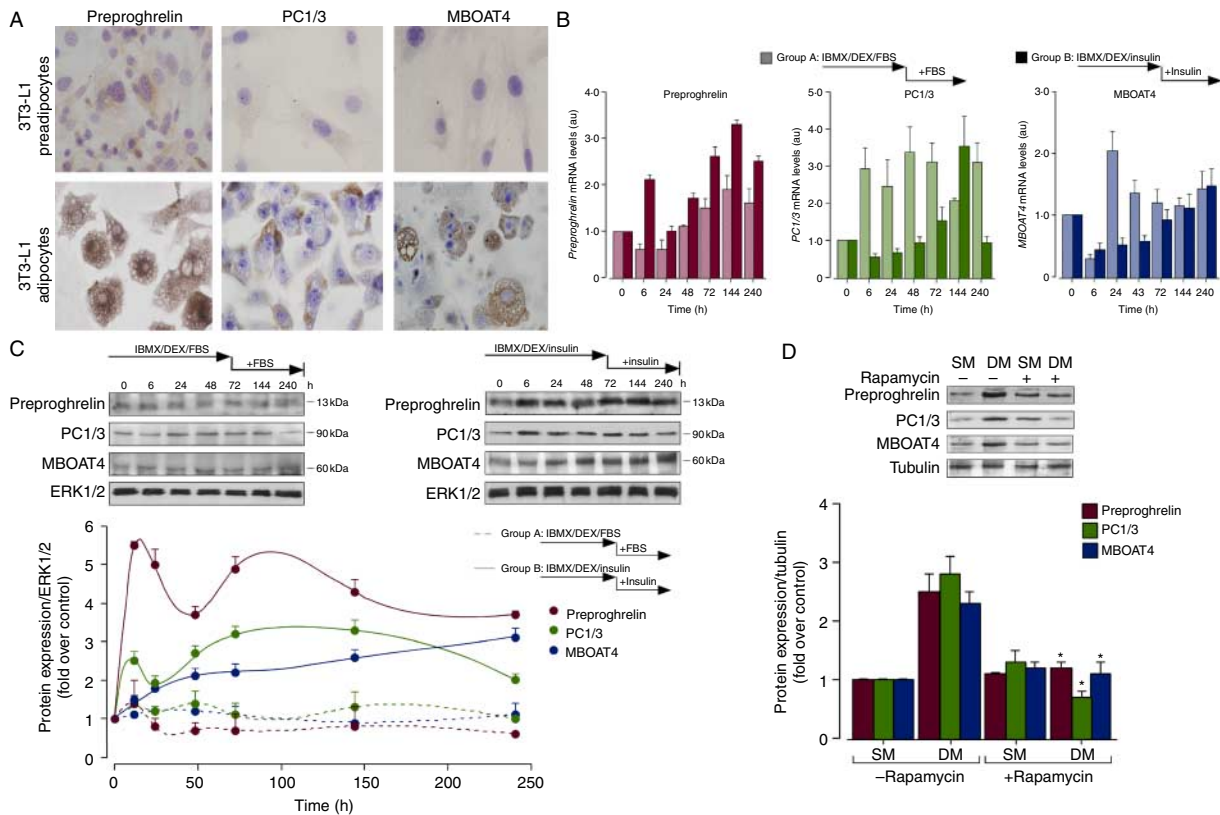 A
Preproghrelin
PC1/3
MBOAT4
3T3-L1
preadipocytes
3T3-L1
adipocytes
B
Group A: IBMX/DEX/FBS
+FBS
Group B: IBMX/DEX/insulin
+Insulin
Preproghrelin
Preproghrelin mRNA levels (au)
4·0
3·0
2·0
1·0
0·0
0 6 24 48 72 144 240
Time (h)
PC1/3
PC1/3 mRNA levels (au)
5·0
4·0
3·0
2·0
1·0
0·0
0 6 24 48 72 144 240
Time (h)
MBOAT4
MBOAT4 mRNA levels (au)
3·0
2·0
1·0
0·0
0 6 24 43 72 144 240
Time (h)
C
IBMX/DEX/FBS
+FBS
0 6 24 48 72 144 240 h
Preproghrelin
13 kDa
PC1/3
90 kDa
MBOAT4
60 kDa
ERK1/2
IBMX/DEX/insulin
+insulin
0 6 24 48 72 144 240 h
Preproghrelin
13 kDa
PC1/3
90 kDa
MBOAT4
60 kDa
ERK1/2
Protein expression/ERK1/2
(fold over control)
6
5
4
3
2
1
0
0 50 100 150 200 250
Time (h)
Group A: IBMX/DEX/FBS
+FBS
Group B: IBMX/DEX/insulin
+Insulin
Preproghrelin
PC1/3
MBOAT4
D
SM DM SM DM
Rapamycin – – + +
Preproghrelin
PC1/3
MBOAT4
Tubulin
Protein expression/tubulin
(fold over control)
4
3
2
1
0
Preproghrelin
PC1/3
MBOAT4
* * *
SM DM SM DM
–Rapamycin +Rapamycin